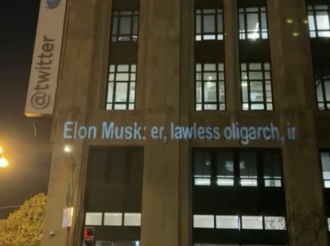 @twitter
Elon Musk: er, lawless oligarch, ir